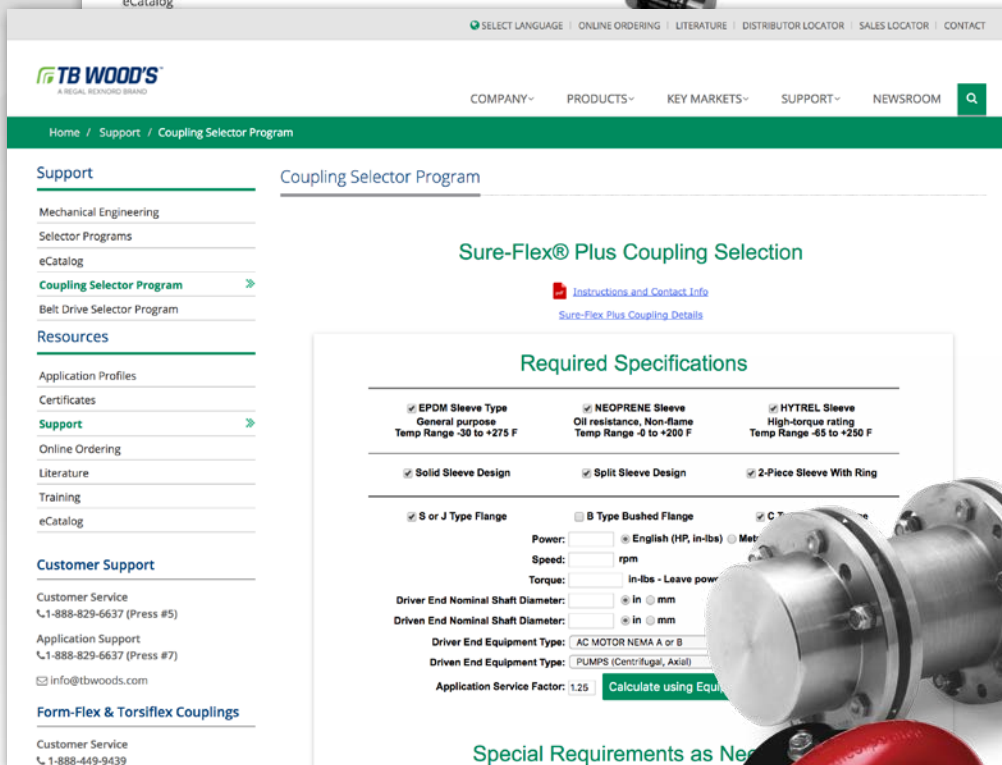 eCatalog
SELECT LANGUAGE | ONLINE ORDERING | LITERATURE | DISTRIBUTOR LOCATOR | SALES LOCATOR | CONTACT
TB WOOD'S™
A REGAL REXNORD BRAND
COMPANY PRODUCTS KEY MARKETS SUPPORT NEWSROOM
Home / Support / Coupling Selector Program
Support
Mechanical Engineering
Selector Programs
eCatalog
Coupling Selector Program
Belt Drive Selector Program
Resources
Application Profiles
Certificates
Support
Online Ordering
Literature
Training
eCatalog
Customer Support
Customer Service
1-888-829-6637 (Press #5)
Application Support
1-888-829-6637 (Press #7)
info@tbwoods.com
Form-Flex & Torsiflex Couplings
Customer Service
1-888-449-9439
Coupling Selector Program
Sure-Flex® Plus Coupling Selection
Instructions and Contact Info
Sure-Flex Plus Coupling Details
Required Specifications
EPDM Sleeve Type NEOPRENE Sleeve HYTREL Sleeve
General purpose Oil resistance, Non-flame High-torque rating
Temp Range -30 to +275 F Temp Range -0 to +200 F Temp Range -65 to +250 F
Solid Sleeve Design Split Sleeve Design 2-Piece Sleeve With Ring
S or J Type Flange B Type Bushed Flange C
Power: English (HP, in-lbs)
Speed: rpm
Torque: in-lbs - Leave
Driver End Nominal Shaft Diameter: in mm
Driven End Nominal Shaft Diameter: in mm
Driver End Equipment Type: AC MOTOR NEMA A or B
Driven End Equipment Type: PUMPS (Centrifugal, Axial)
Application Service Factor: 1.25 Calculate using
Special Requirements as